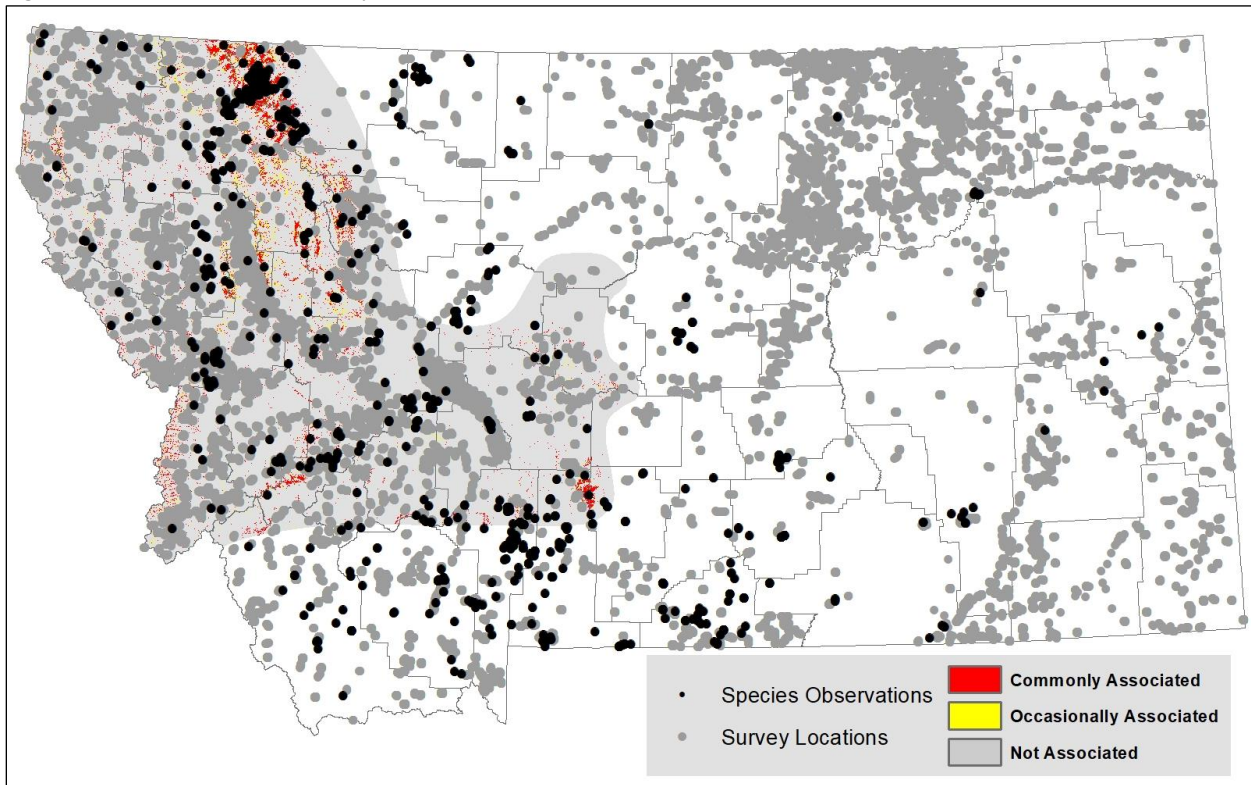 Species Observations
Survey Locations
Commonly Associated
Occasionally Associated
Not Associated